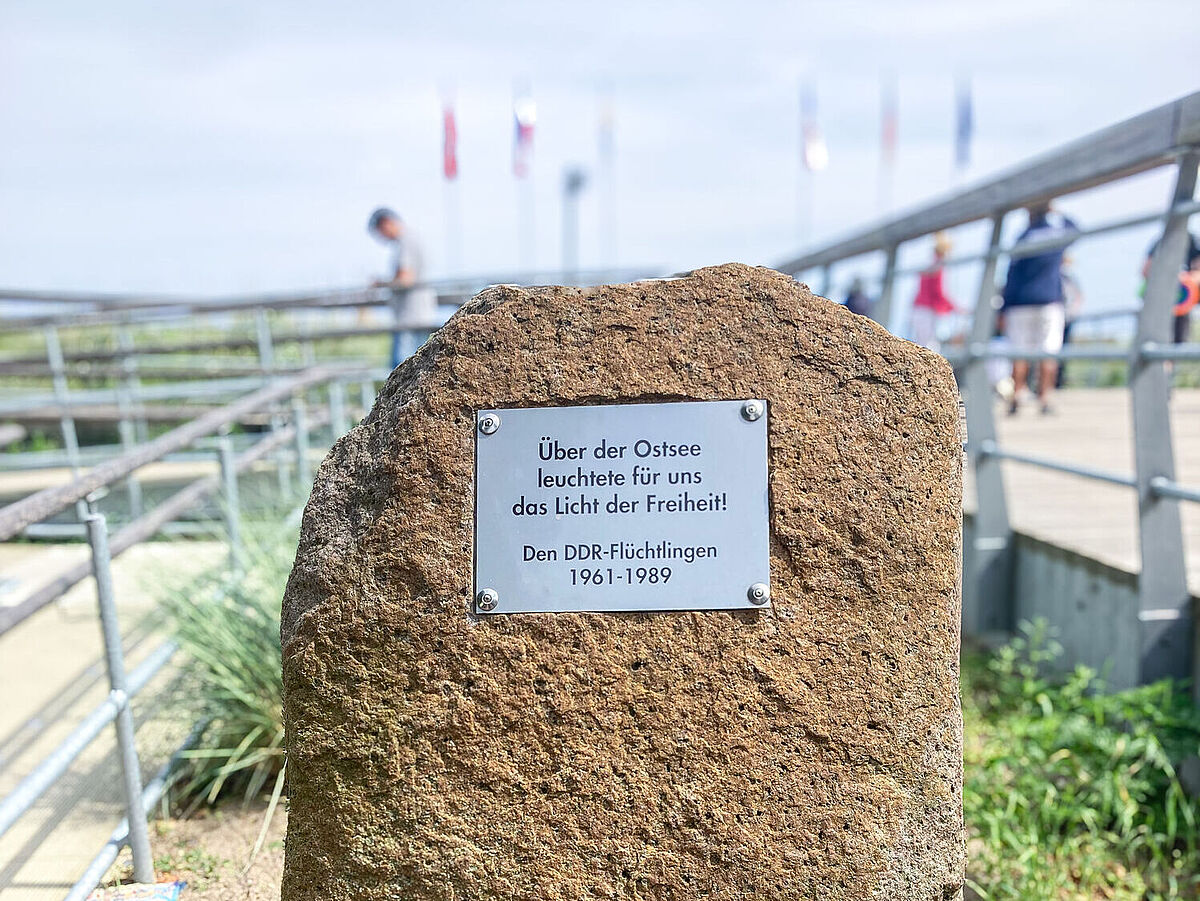 Über der Ostsee
leuchtete für uns
das Licht der Freiheit!
Den DDR-Flüchtlingen
1961-1989